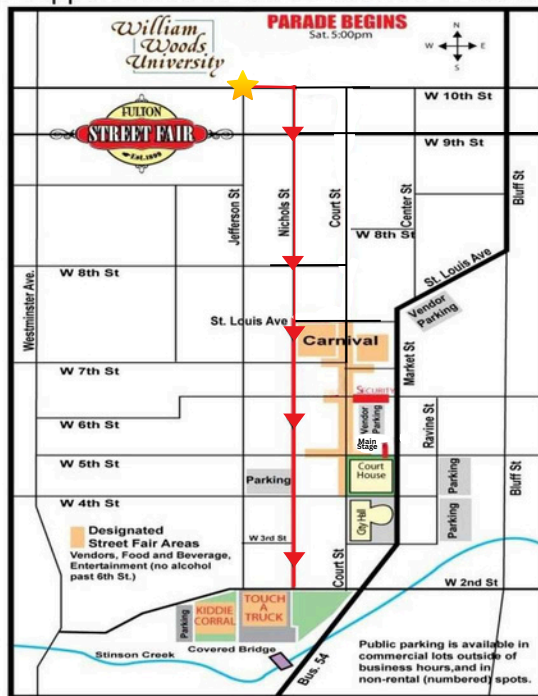 William
Woods
University
PARADE BEGINS
Sat. 5:00pm
N
W
E
S
W 10th St
FULTON
STREET FAIR
Est. 1899
W 9th St
Jefferson St
Nichols St
Court St
Center St
Bluff St
W 8th St
W 8th St
Westminster Ave.
St. Louis Ave
Vendor
Parking
St. Louis Ave
Carnival
Market St
W 7th St
SECURITY
Vendor
Parking
Ravine St
W 6th St
Main
Stage
W 5th St
Court
House
Parking
Parking
Bluff St
W 4th St
City Hall
Parking
Designated
Street Fair Areas
Vendors, Food and Beverage,
Entertainment (no alcohol
past 6th St.)
W 3rd St
Court St
W 2nd St
TOUCH
A
TRUCK
KIDDIE
CORRAL
Parking
Covered Bridge
Stinson Creek
Bus. 54
Public parking is available in
commercial lots outside of
business hours,and in
non-rental (numbered) spots.